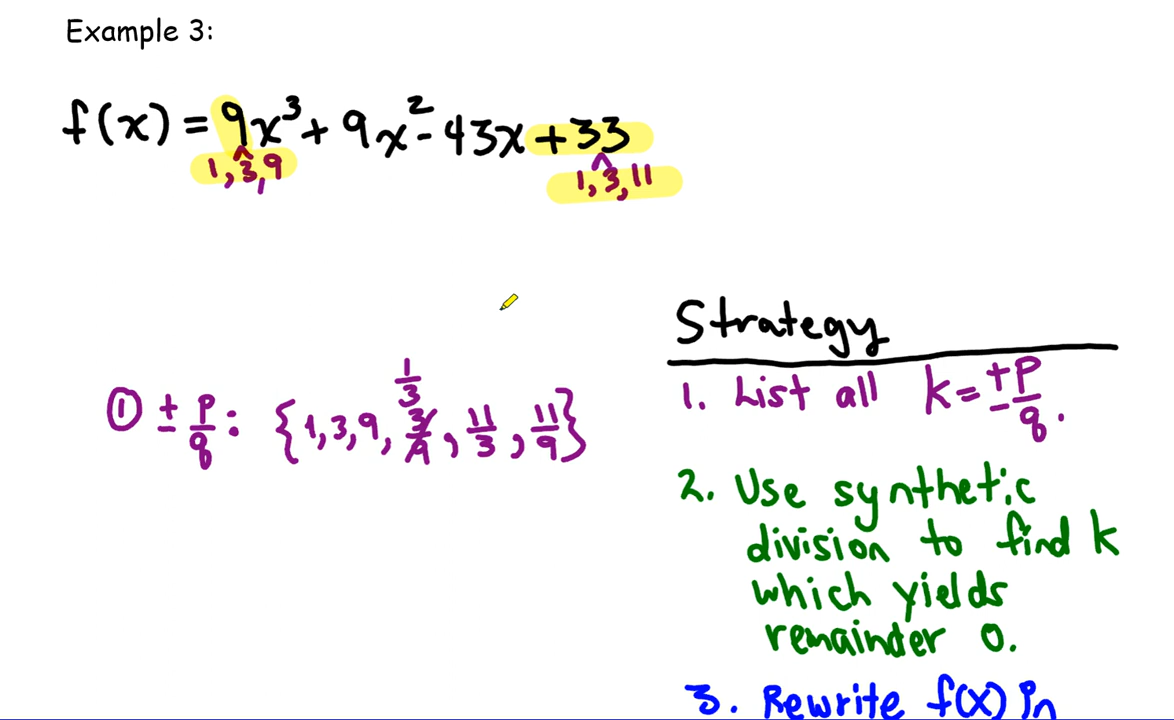 Example 3:
f(x) = 9x³ + 9x² - 43x + 33
1, 3, 9
1, 3, 11
Strategy
1. List all k = ± p/q.
① ± p/q : {1, 3, 9, 3/9 1/3, 11/3, 11/9}
2. Use synthetic
division to find k
which yields
remainder 0.
3. Rewrite f(x) in